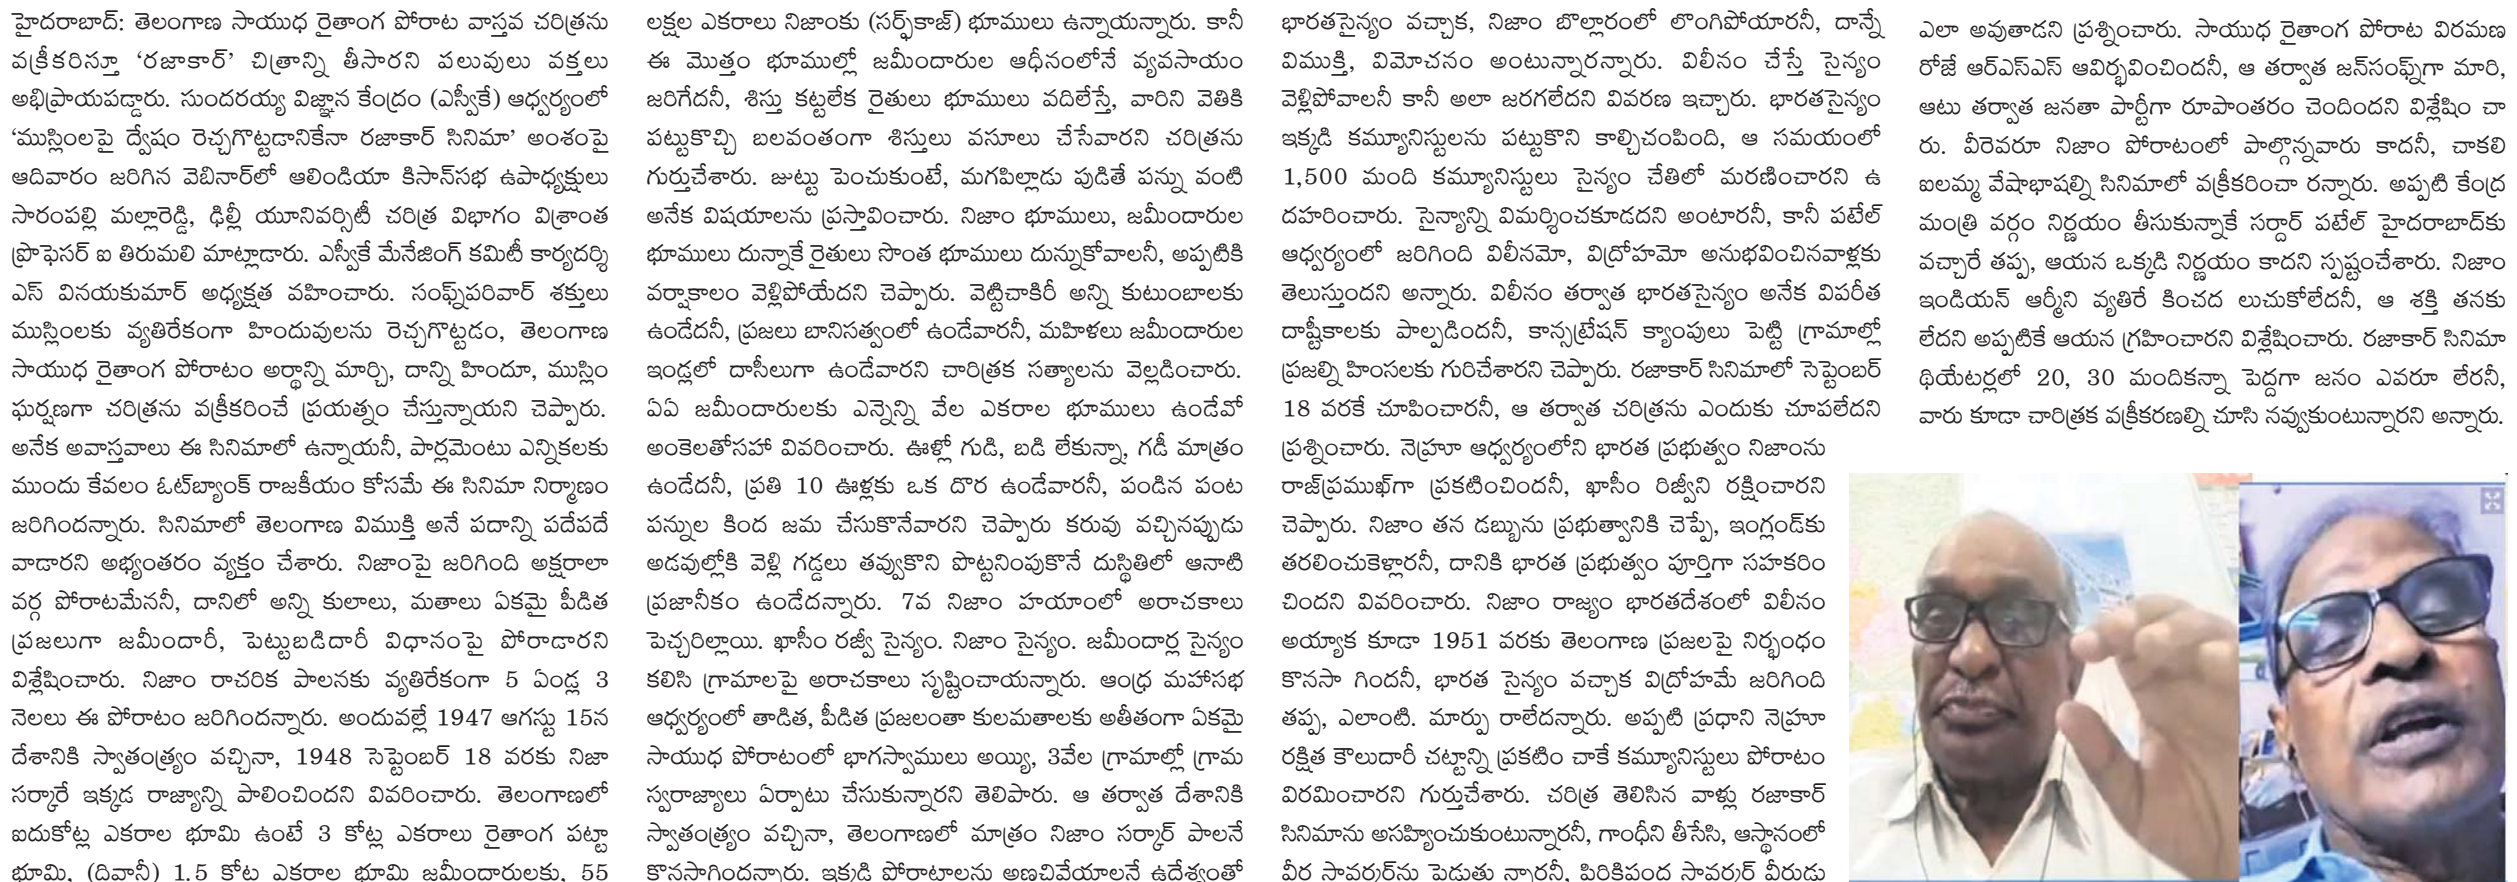 హైదరాబాద్: తెలంగాణ సాయుధ రైతాంగ పోరాట వాస్తవ చరిత్రను
వక్రీకరిస్తూ ‘రజాకార్’ చిత్రాన్ని తీసారని పలువులు వక్తలు
అభిప్రాయపడ్డారు. సుందరయ్య విజ్ఞాన కేంద్రం (ఎస్వీకే) ఆధ్వర్యంలో
‘ముస్లింలపై ద్వేషం రెచ్చగొట్టడానికేనా రజాకార్ సినిమా’ అంశంపై
ఆదివారం జరిగిన వెబినార్‌లో ఆలిండియా కిసాన్‌సభ ఉపాధ్యక్షులు
సారంపల్లి మల్లారెడ్డి, ఢిల్లీ యూనివర్సిటీ చరిత్ర విభాగం విశ్రాంత
ప్రొఫెసర్ ఐ తిరుమలి మాట్లాడారు. ఎస్వీకే మేనేజింగ్ కమిటీ కార్యదర్శి
ఎస్ వినయకుమార్ అధ్యక్షత వహించారు. సంఘ్‌పరివార్ శక్తులు
ముస్లింలకు వ్యతిరేకంగా హిందువులను రెచ్చగొట్టడం, తెలంగాణ
సాయుధ రైతాంగ పోరాటం అర్థాన్ని మార్చి, దాన్ని హిందూ, ముస్లిం
ఘర్షణగా చరిత్రను వక్రీకరించే ప్రయత్నం చేస్తున్నాయని చెప్పారు.
అనేక అవాస్తవాలు ఈ సినిమాలో ఉన్నాయనీ, పార్లమెంటు ఎన్నికలకు
ముందు కేవలం ఓట్‌బ్యాంక్ రాజకీయం కోసమే ఈ సినిమా నిర్మాణం
జరిగిందన్నారు. సినిమాలో తెలంగాణ విముక్తి అనే పదాన్ని పదేపదే
వాడారని అభ్యంతరం వ్యక్తం చేశారు. నిజాంపై జరిగింది అక్షరాలా
వర్గ పోరాటమేననీ, దానిలో అన్ని కులాలు, మతాలు ఏకమై పీడిత
ప్రజలుగా జమీందారీ, పెట్టుబడిదారీ విధానంపై పోరాడారని
విశ్లేషించారు. నిజాం రాచరిక పాలనకు వ్యతిరేకంగా 5 ఏండ్ల 3
నెలలు ఈ పోరాటం జరిగిందన్నారు. అందువల్లే 1947 ఆగస్టు 15న
దేశానికి స్వాతంత్ర్యం వచ్చినా, 1948 సెప్టెంబర్ 18 వరకు నిజా
సర్కారే ఇక్కడ రాజ్యాన్ని పాలించిందని వివరించారు. తెలంగాణలో
ఐదుకోట్ల ఎకరాల భూమి ఉంటే 3 కోట్ల ఎకరాలు రైతాంగ పట్టా
భూమి, (దివానీ) 1.5 కోట్ల ఎకరాల భూమి జమీందారులకు, 55
లక్షల ఎకరాలు నిజాంకు (సర్ఫ్‌కాజ్) భూములు ఉన్నాయన్నారు. కానీ
ఈ మొత్తం భూముల్లో జమీందారుల ఆధీనంలోనే వ్యవసాయం
జరిగేదనీ, శిస్తు కట్టలేక రైతులు భూములు వదిలేస్తే, వారిని వెతికి
పట్టుకొచ్చి బలవంతంగా శిస్తులు వసూలు చేసేవారని చరిత్రను
గుర్తుచేశారు. జుట్టు పెంచుకుంటే, మగపిల్లాడు పుడితే పన్ను వంటి
అనేక విషయాలను ప్రస్తావించారు. నిజాం భూములు, జమీందారుల
భూములు దున్నాకే రైతులు సొంత భూములు దున్నుకోవాలనీ, అప్పటికి
వర్షాకాలం వెళ్లిపోయేదని చెప్పారు. వెట్టిచాకిరీ అన్ని కుటుంబాలకు
ఉండేదనీ, ప్రజలు బానిసత్వంలో ఉండేవారనీ, మహిళలు జమీందారుల
ఇండ్లలో దాసీలుగా ఉండేవారని చారిత్రక సత్యాలను వెల్లడించారు.
ఏఏ జమీందారులకు ఎన్నెన్ని వేల ఎకరాల భూములు ఉండేవో
అంకెలతోసహా వివరించారు. ఊళ్లో గుడి, బడి లేకున్నా, గడీ మాత్రం
ఉండేదనీ, ప్రతి 10 ఊళ్లకు ఒక దొర ఉండేవారనీ, పండిన పంట
పన్నుల కింద జమ చేసుకొనేవారని చెప్పారు కరువు వచ్చినప్పుడు
అడవుల్లోకి వెళ్లి గడ్డలు తవ్వుకొని పొట్టనింపుకొనే దుస్థితిలో ఆనాటి
ప్రజానీకం ఉండేదన్నారు. 7వ నిజాం హయాంలో అరాచకాలు
పెచ్చరిల్లాయి. ఖాసీం రజ్వీ సైన్యం. నిజాం సైన్యం. జమీందార్ల సైన్యం
కలిసి గ్రామాలపై అరాచకాలు సృష్టించాయన్నారు. ఆంధ్ర మహాసభ
ఆధ్వర్యంలో తాడిత, పీడిత ప్రజలంతా కులమతాలకు అతీతంగా ఏకమై
సాయుధ పోరాటంలో భాగస్వాములు అయ్యి, 3వేల గ్రామాల్లో గ్రామ
స్వరాజ్యాలు ఏర్పాటు చేసుకున్నారని తెలిపారు. ఆ తర్వాత దేశానికి
స్వాతంత్ర్యం వచ్చినా, తెలంగాణలో మాత్రం నిజాం సర్కార్ పాలనే
కొనసాగిందన్నారు. ఇక్కడి పోరాటాలను అణచివేయాలనే ఉద్దేశ్యంతో
భారతసైన్యం వచ్చాక, నిజాం బొల్లారంలో లొంగిపోయారనీ, దాన్నే
విముక్తి, విమోచనం అంటున్నారన్నారు. విలీనం చేస్తే సైన్యం
వెళ్లిపోవాలనీ కానీ అలా జరగలేదని వివరణ ఇచ్చారు. భారతసైన్యం
ఇక్కడి కమ్యూనిస్టులను పట్టుకొని కాల్చిచంపింది, ఆ సమయంలో
1,500 మంది కమ్యూనిస్టులు సైన్యం చేతిలో మరణించారని ఉ
దహరించారు. సైన్యాన్ని విమర్శించకూడదని అంటారనీ, కానీ పటేల్
ఆధ్వర్యంలో జరిగింది విలీనమో, విద్రోహమో అనుభవించినవాళ్లకు
తెలుస్తుందని అన్నారు. విలీనం తర్వాత భారతసైన్యం అనేక విపరీత
దాష్టీకాలకు పాల్పడిందనీ, కాన్సట్రేషన్ క్యాంపులు పెట్టి గ్రామాల్లో
ప్రజల్ని హింసలకు గురిచేశారని చెప్పారు. రజాకార్ సినిమాలో సెప్టెంబర్
18 వరకే చూపించారనీ, ఆ తర్వాత చరిత్రను ఎందుకు చూపలేదని
ప్రశ్నించారు. నెహ్రూ ఆధ్వర్యంలోని భారత ప్రభుత్వం నిజాంను
రాజ్‌ప్రముఖ్‌గా ప్రకటించిందనీ, ఖాసీం రిజ్వీని రక్షించారని
చెప్పారు. నిజాం తన డబ్బును ప్రభుత్వానికి చెప్పే, ఇంగ్లండ్‌కు
తరలించుకెళ్లారనీ, దానికి భారత ప్రభుత్వం పూర్తిగా సహకరిం
చిందని వివరించారు. నిజాం రాజ్యం భారతదేశంలో విలీనం
అయ్యాక కూడా 1951 వరకు తెలంగాణ ప్రజలపై నిర్భంధం
కొనసా గిందనీ, భారత సైన్యం వచ్చాక విద్రోహమే జరిగింది
తప్ప, ఎలాంటి. మార్పు రాలేదన్నారు. అప్పటి ప్రధాని నెహ్రూ
రక్షిత కౌలుదారీ చట్టాన్ని ప్రకటిం చాకే కమ్యూనిస్టులు పోరాటం
విరమించారని గుర్తుచేశారు. చరిత్ర తెలిసిన వాళ్లు రజాకార్
సినిమాను అసహ్యించుకుంటున్నారనీ, గాంధీని తీసేసి, ఆస్థానంలో
వీర సావర్కర్‌ను పెడుతు న్నారనీ, పిరికిపంద సావర్కర్ వీరుడు
ఎలా అవుతాడని ప్రశ్నించారు. సాయుధ రైతాంగ పోరాట విరమణ
రోజే ఆర్‌ఎస్‌ఎస్ ఆవిర్భవించిందనీ, ఆ తర్వాత జన్‌సంఘ్‌గా మారి,
ఆటు తర్వాత జనతా పార్టీగా రూపాంతరం చెందిందని విశ్లేషిం చా
రు. వీరెవరూ నిజాం పోరాటంలో పాల్గొన్నవారు కాదనీ, చాకలి
ఐలమ్మ వేషాభాషల్ని సినిమాలో వక్రీకరించా రన్నారు. అప్పటి కేంద్ర
మంత్రి వర్గం నిర్ణయం తీసుకున్నాకే సర్దార్ పటేల్ హైదరాబాద్‌కు
వచ్చారే తప్ప, ఆయన ఒక్కడి నిర్ణయం కాదని స్పష్టంచేశారు. నిజాం
ఇండియన్ ఆర్మీని వ్యతిరే కించద లుచుకోలేదనీ, ఆ శక్తి తనకు
లేదని అప్పటికే ఆయన గ్రహించారని విశ్లేషించారు. రజాకార్ సినిమా
థియేటర్లలో 20, 30 మందికన్నా పెద్దగా జనం ఎవరూ లేరనీ,
వారు కూడా చారిత్రక వక్రీకరణల్ని చూసి నవ్వుకుంటున్నారని అన్నారు.